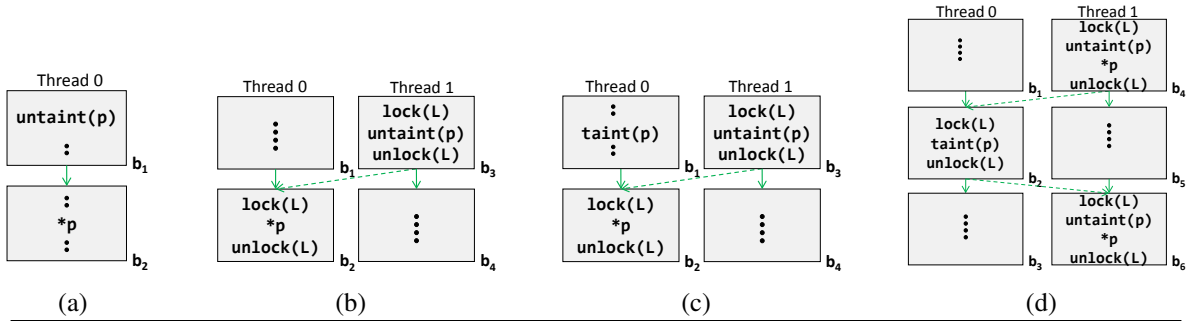 Thread 0
untaint(p)
b1
*p
b2
(a)
Thread 0 Thread 1
lock(L)
untaint(p)
unlock(L)
b1 b3
lock(L)
*p
unlock(L)
b2 b4
(b)
Thread 0 Thread 1
taint(p)
b1
lock(L)
untaint(p)
unlock(L)
b3
lock(L)
*p
unlock(L)
b2 b4
(c)
Thread 0 Thread 1
b1
lock(L)
untaint(p)
*p
unlock(L)
b4
lock(L)
taint(p)
unlock(L)
b2 b5
b3
lock(L)
untaint(p)
*p
unlock(L)
b6
(d)